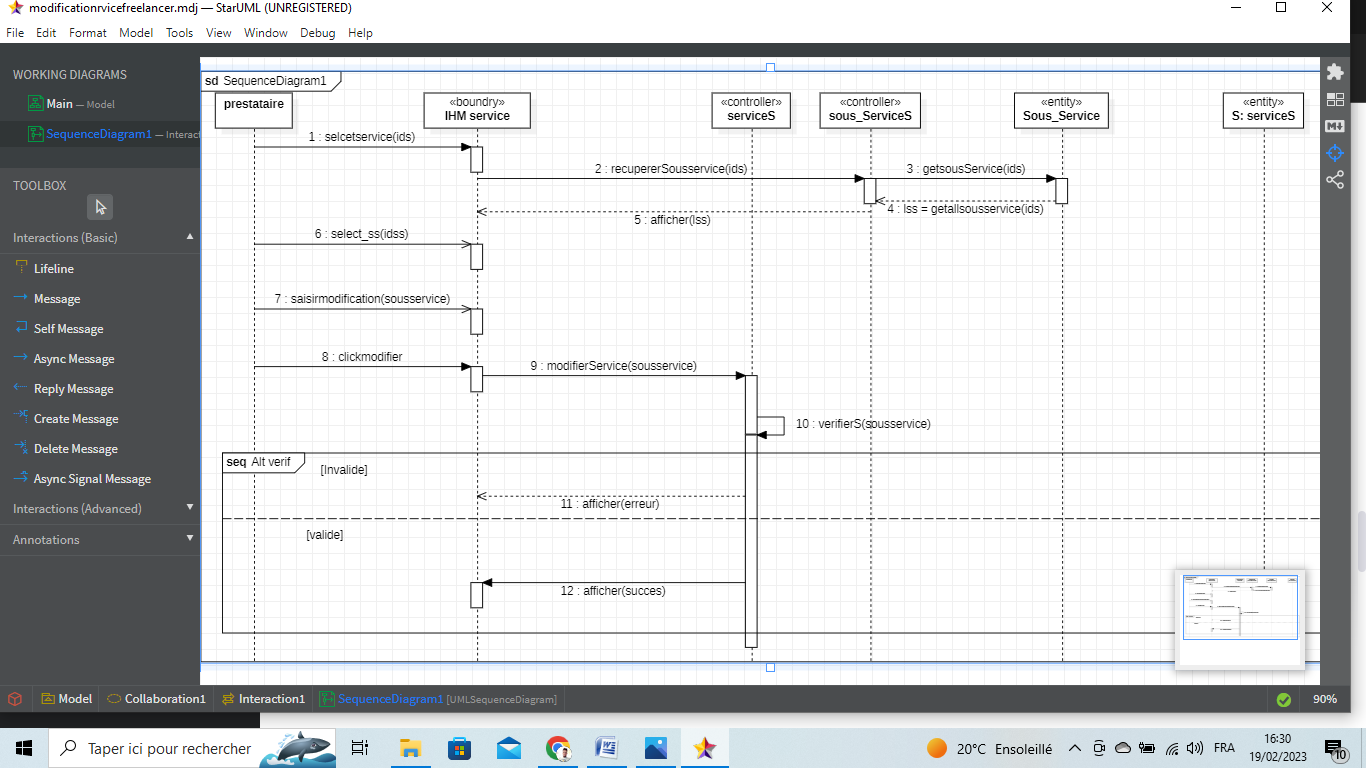 modificationrvicefreelancer.mdj — StarUML (UNREGISTERED)
File Edit Format Model Tools View Window Debug Help
WORKING DIAGRAMS
Main — Model
SequenceDiagram1 — Interact
TOOLBOX
Interactions (Basic)
Lifeline
Message
Self Message
Async Message
Reply Message
Create Message
Delete Message
Async Signal Message
Interactions (Advanced)
Annotations
sd SequenceDiagram1
prestataire
«boundry»
IHM service
«controller»
serviceS
«controller»
sous_ServiceS
«entity»
Sous_Service
«entity»
S: serviceS
1 : selcetservice(ids)
2 : recupererSousservice(ids)
3 : getsousService(ids)
4 : lss = getallsousservice(ids)
5 : afficher(lss)
6 : select_ss(idss)
7 : saisirmodification(sousservice)
8 : clickmodifier
9 : modifierService(sousservice)
10 : verifierS(sousservice)
seq Alt verif
[Invalide]
11 : afficher(erreur)
[valide]
12 : afficher(succes)
Model Collaboration1 Interaction1 SequenceDiagram1 [UMLSequenceDiagram]
90%
Taper ici pour rechercher
20°C Ensoleillé
FRA
16:30
19/02/2023
10